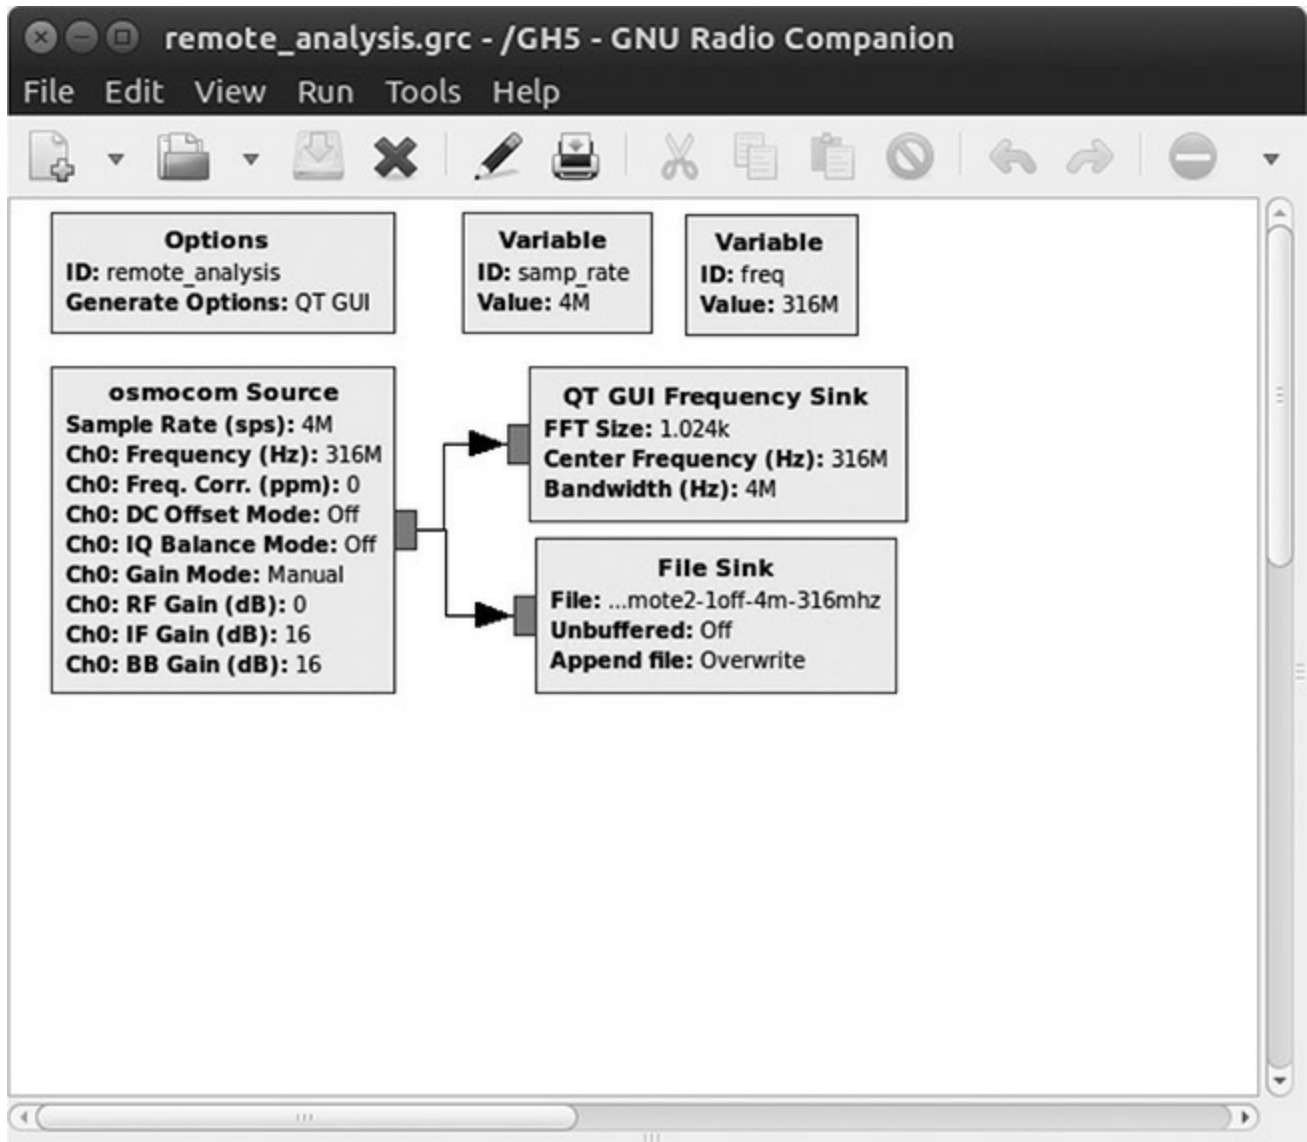 remote_analysis.grc - /GH5 - GNU Radio Companion
File Edit View Run Tools Help
Options
ID: remote_analysis
Generate Options: QT GUI
Variable
ID: samp_rate
Value: 4M
Variable
ID: freq
Value: 316M
osmocom Source
Sample Rate (sps): 4M
Ch0: Frequency (Hz): 316M
Ch0: Freq. Corr. (ppm): 0
Ch0: DC Offset Mode: Off
Ch0: IQ Balance Mode: Off
Ch0: Gain Mode: Manual
Ch0: RF Gain (dB): 0
Ch0: IF Gain (dB): 16
Ch0: BB Gain (dB): 16
QT GUI Frequency Sink
FFT Size: 1.024k
Center Frequency (Hz): 316M
Bandwidth (Hz): 4M
File Sink
File: ...mote2-1off-4m-316mhz
Unbuffered: Off
Append file: Overwrite